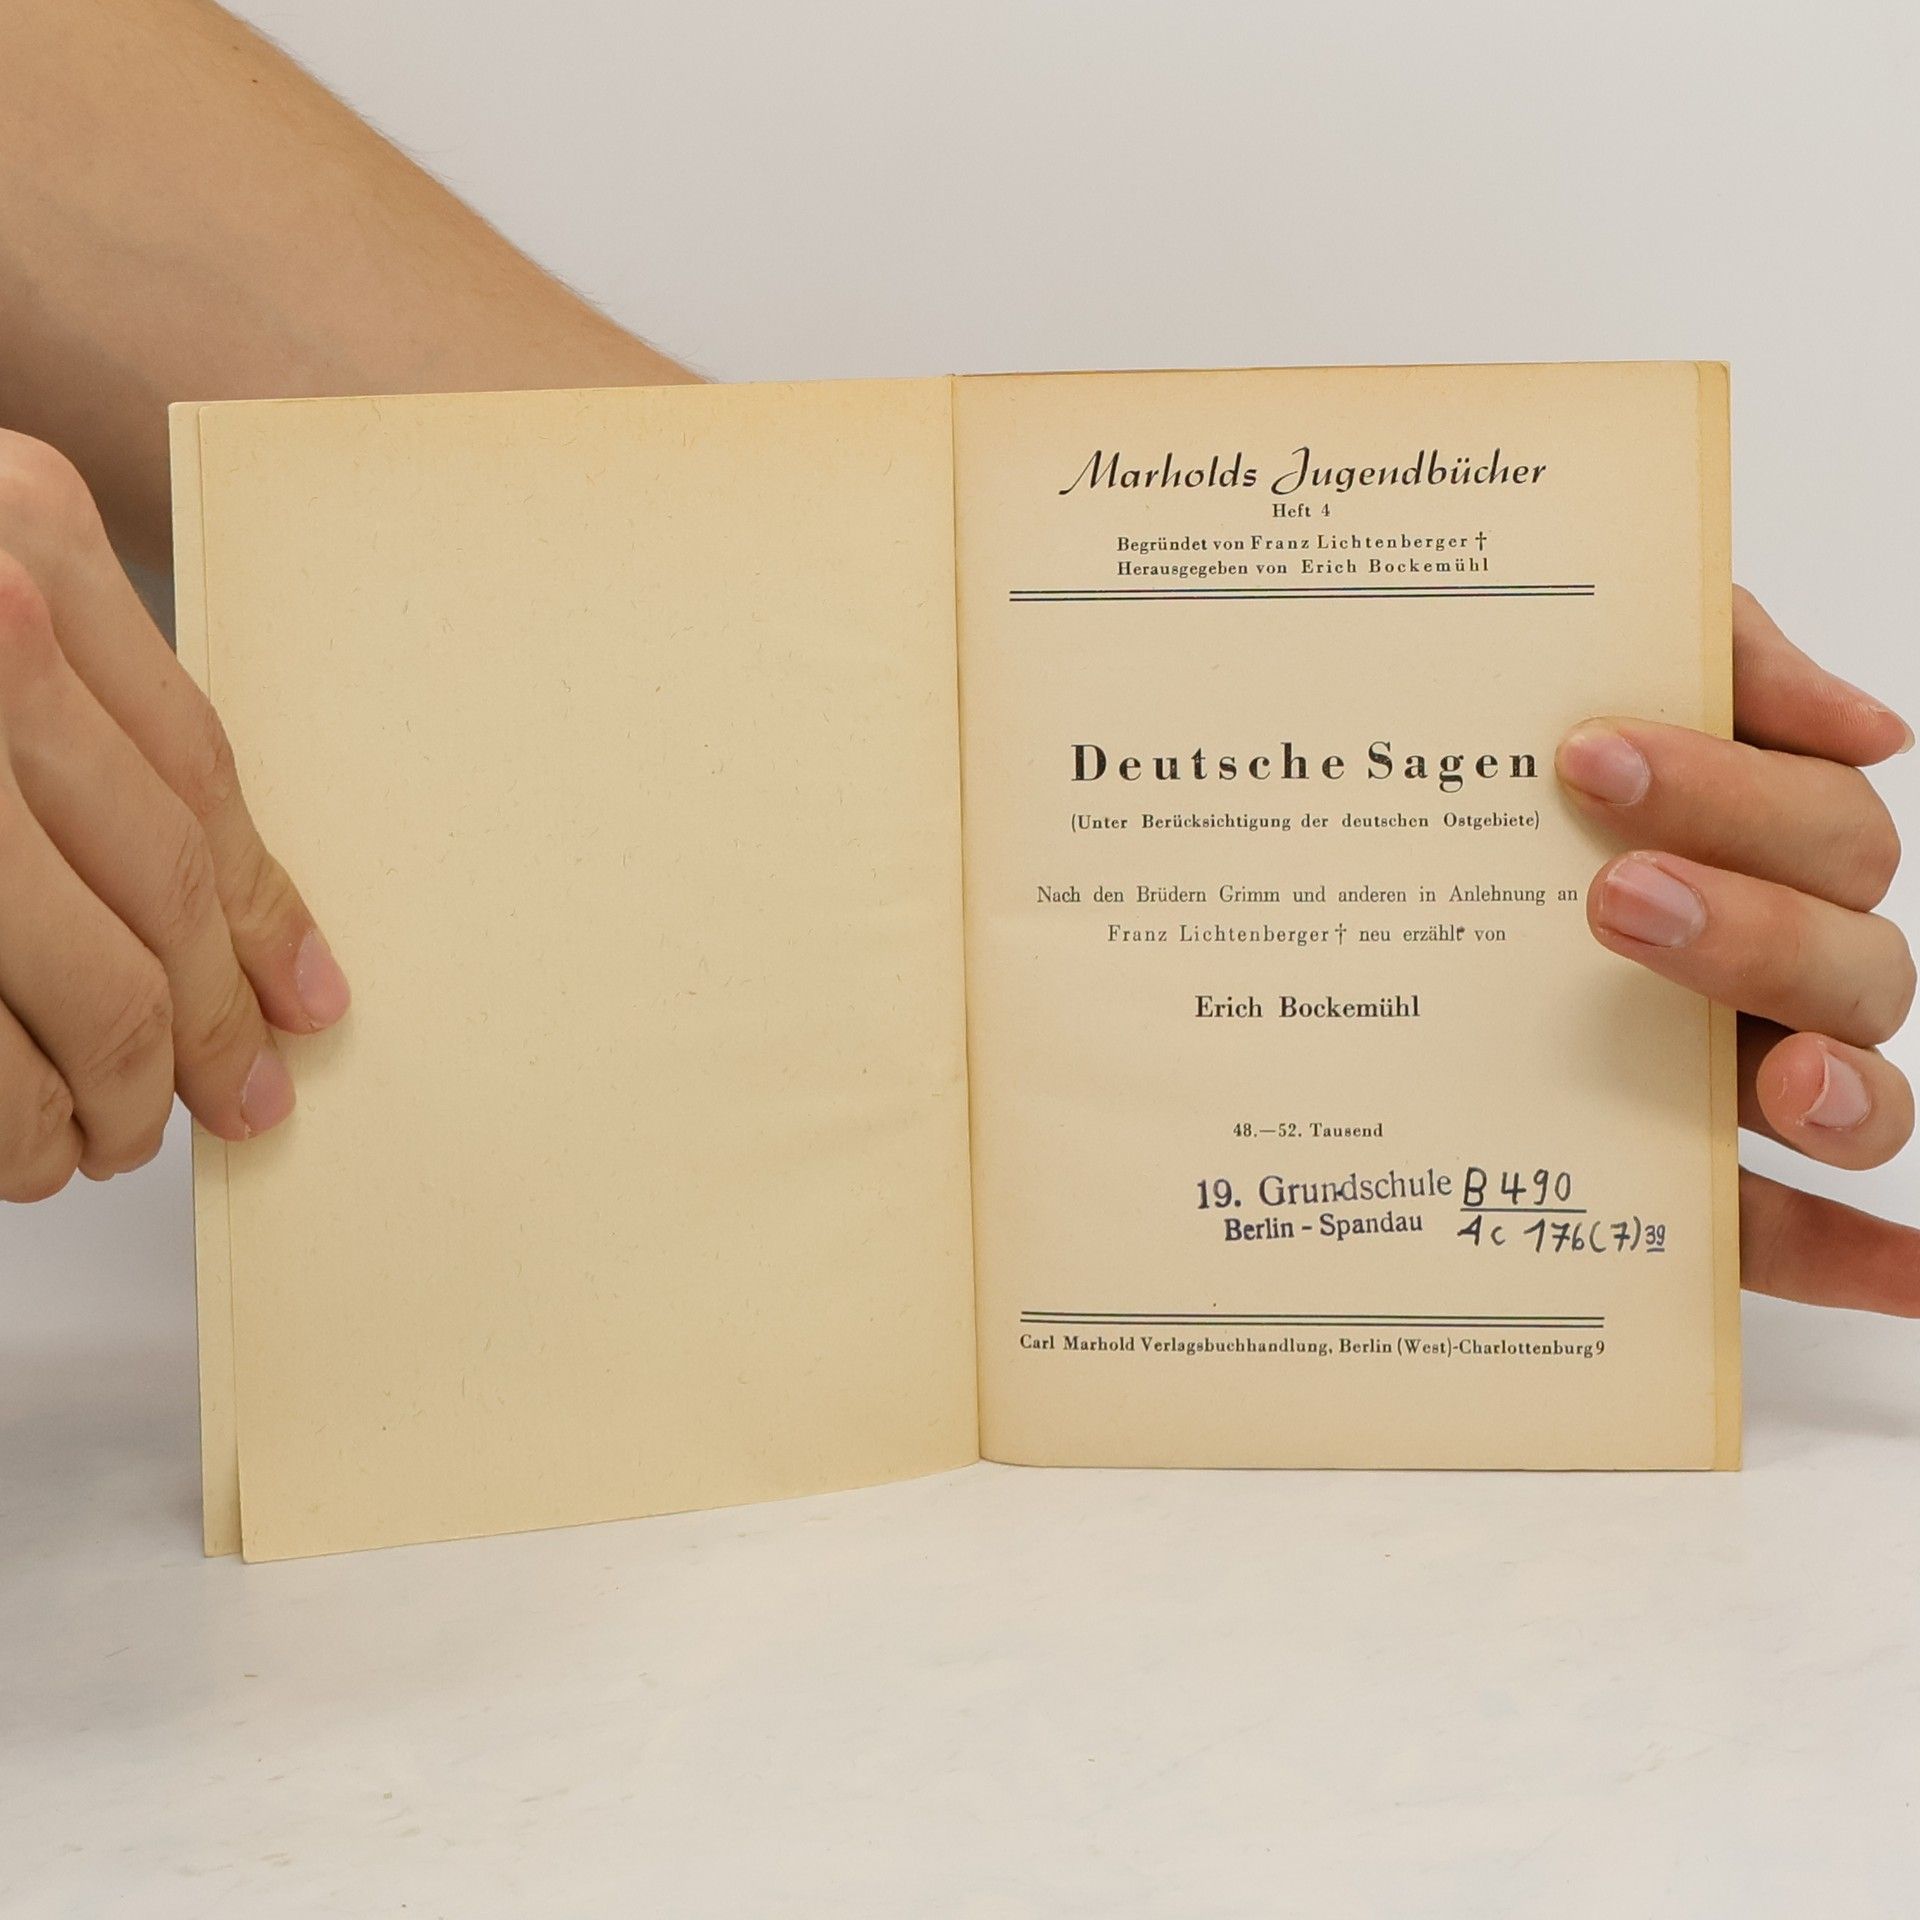 Marholds Jugendbücher
Heft 4
Begründet von Franz Lichtenberger †
Herausgegeben von Erich Bockemühl
Deutsche Sagen
(Unter Berücksichtigung der deutschen Ostgebiete)
Nach den Brüdern Grimm und anderen in Anlehnung an
Franz Lichtenberger † neu erzählt von
Erich Bockemühl
48.—52. Tausend
19. Grundschule B 490
Berlin - Spandau Ac 176(7) 39
Carl Marhold Verlagsbuchhandlung, Berlin (West)-Charlottenburg 9